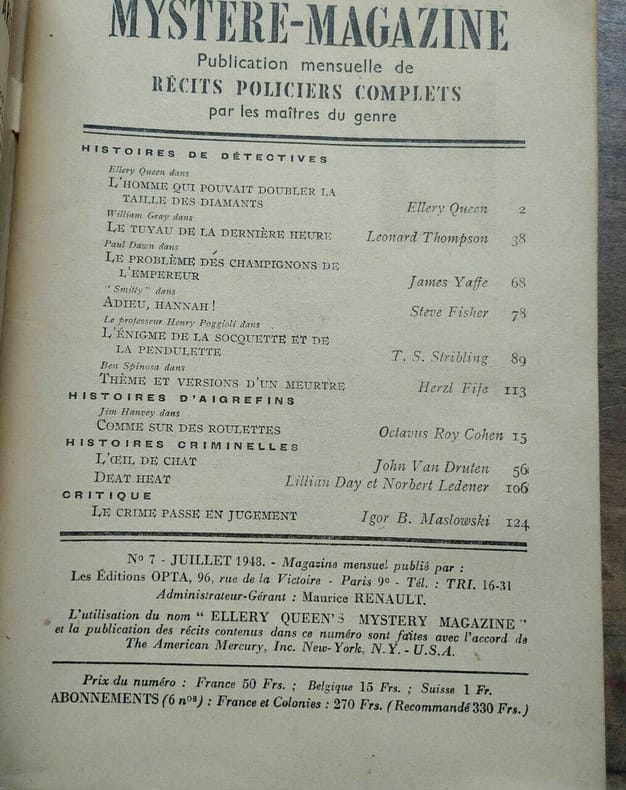 MYSTÈRE-MAGAZINE
Publication mensuelle de
RÉCITS POLICIERS COMPLETS
par les maîtres du genre
HISTOIRES DE DÉTECTIVES
Ellery Queen dans
L'HOMME QUI POUVAIT DOUBLER LA
TAILLE DES DIAMANTS Ellery Queen 2
William Gray dans
LE TUYAU DE LA DERNIÈRE HEURE Leonard Thompson 38
Paul Dawn dans
LE PROBLÈME DES CHAMPIGNONS DE
L'EMPEREUR James Yaffe 68
"Smitty" dans
ADIEU, HANNAH ! Steve Fisher 78
Le professeur Henry Poggioli dans
L'ÉNIGME DE LA SOCQUETTE ET DE
LA PENDULETTE T. S. Stribling 89
Ben Spinosa dans
THÈME ET VERSIONS D'UN MEURTRE Herzl Fife 113
HISTOIRES D'AIGREFINS
Jim Hanvey dans
COMME SUR DES ROULETTES Octavus Roy Cohen 15
HISTOIRES CRIMINELLES
L'ŒIL DE CHAT John Van Druten 56
DEAT HEAT Lillian Day et Norbert Ledener 106
CRITIQUE
LE CRIME PASSE EN JUGEMENT Igor B. Maslowski 124
No 7 - JUILLET 1948. - Magazine mensuel publié par :
Les Éditions OPTA, 96, rue de la Victoire - Paris 9e - Tél. : TRI. 16-31
Administrateur-Gérant : Maurice RENAULT.
L'utilisation du nom " ELLERY QUEEN'S MYSTERY MAGAZINE "
et la publication des récits contenus dans ce numéro sont faites avec l'accord de
The American Mercury, Inc. New-York, N.Y. - U.S.A.
Prix du numéro : France 50 Frs. ; Belgique 15 Frs. ; Suisse 1 Fr.
ABONNEMENTS (6 nos) : France et Colonies : 270 Frs. (Recommandé 330 Frs.)